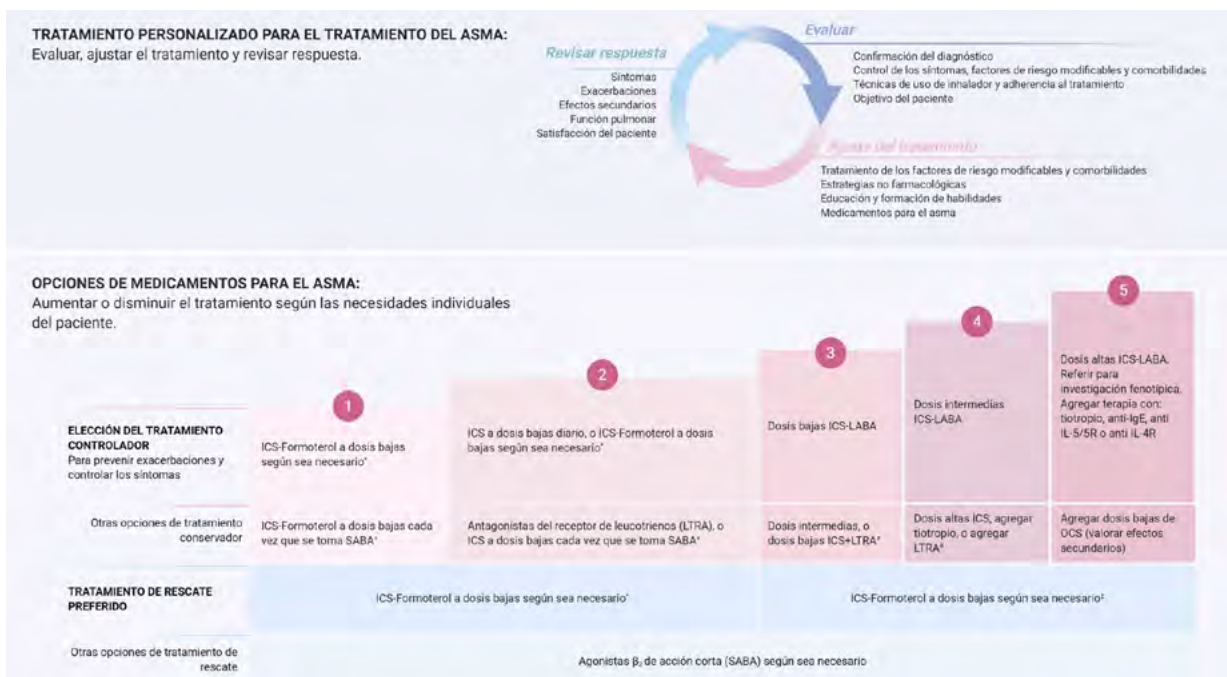 TRATAMIENTO PERSONALIZADO PARA EL TRATAMIENTO DEL ASMA:
Evaluar, ajustar el tratamiento y revisar respuesta.
Revisar respuesta
Síntomas
Exacerbaciones
Efectos secundarios
Función pulmonar
Satisfacción del paciente
Evaluar
Confirmación del diagnóstico
Control de los síntomas, factores de riesgo modificables y comorbilidades
Técnicas de uso de inhalador y adherencia al tratamiento
Objetivo del paciente
Ajuste del tratamiento
Tratamiento de los factores de riesgo modificables y comorbilidades
Estrategias no farmacológicas
Educación y formación de habilidades
Medicamentos para el asma
OPCIONES DE MEDICAMENTOS PARA EL ASMA:
Aumentar o disminuir el tratamiento según las necesidades individuales
del paciente.
1
2
3
4
5
ELECCIÓN DEL TRATAMIENTO
CONTROLADOR
Para prevenir exacerbaciones y
controlar los síntomas
ICS-Formoterol a dosis bajas
según sea necesario*
ICS a dosis bajas diario, o ICS-Formoterol a dosis
bajas según sea necesario*
Dosis bajas ICS-LABA
Dosis intermedias
ICS-LABA
Dosis altas ICS-LABA.
Referir para
investigación fenotípica.
Agregar terapia con:
tiotropio, anti-IgE, anti
IL-5/5R o anti IL-4R
Otras opciones de tratamiento
conservador
ICS-Formoterol a dosis bajas cada
vez que se toma SABA
Antagonistas del receptor de leucotrienos (LTRA), o
ICS a dosis bajas cada vez que se toma SABA
Dosis intermedias, o
dosis bajas ICS+LTRA
Dosis altas ICS, agregar
tiotropio, o agregar
LTRA
Agregar dosis bajas de
OCS (valorar efectos
secundarios)
TRATAMIENTO DE RESCATE
PREFERIDO
ICS-Formoterol a dosis bajas según sea necesario*
ICS-Formoterol a dosis bajas según sea necesario‡
Otras opciones de tratamiento de
rescate
Agonistas β₂ de acción corta (SABA) según sea necesario